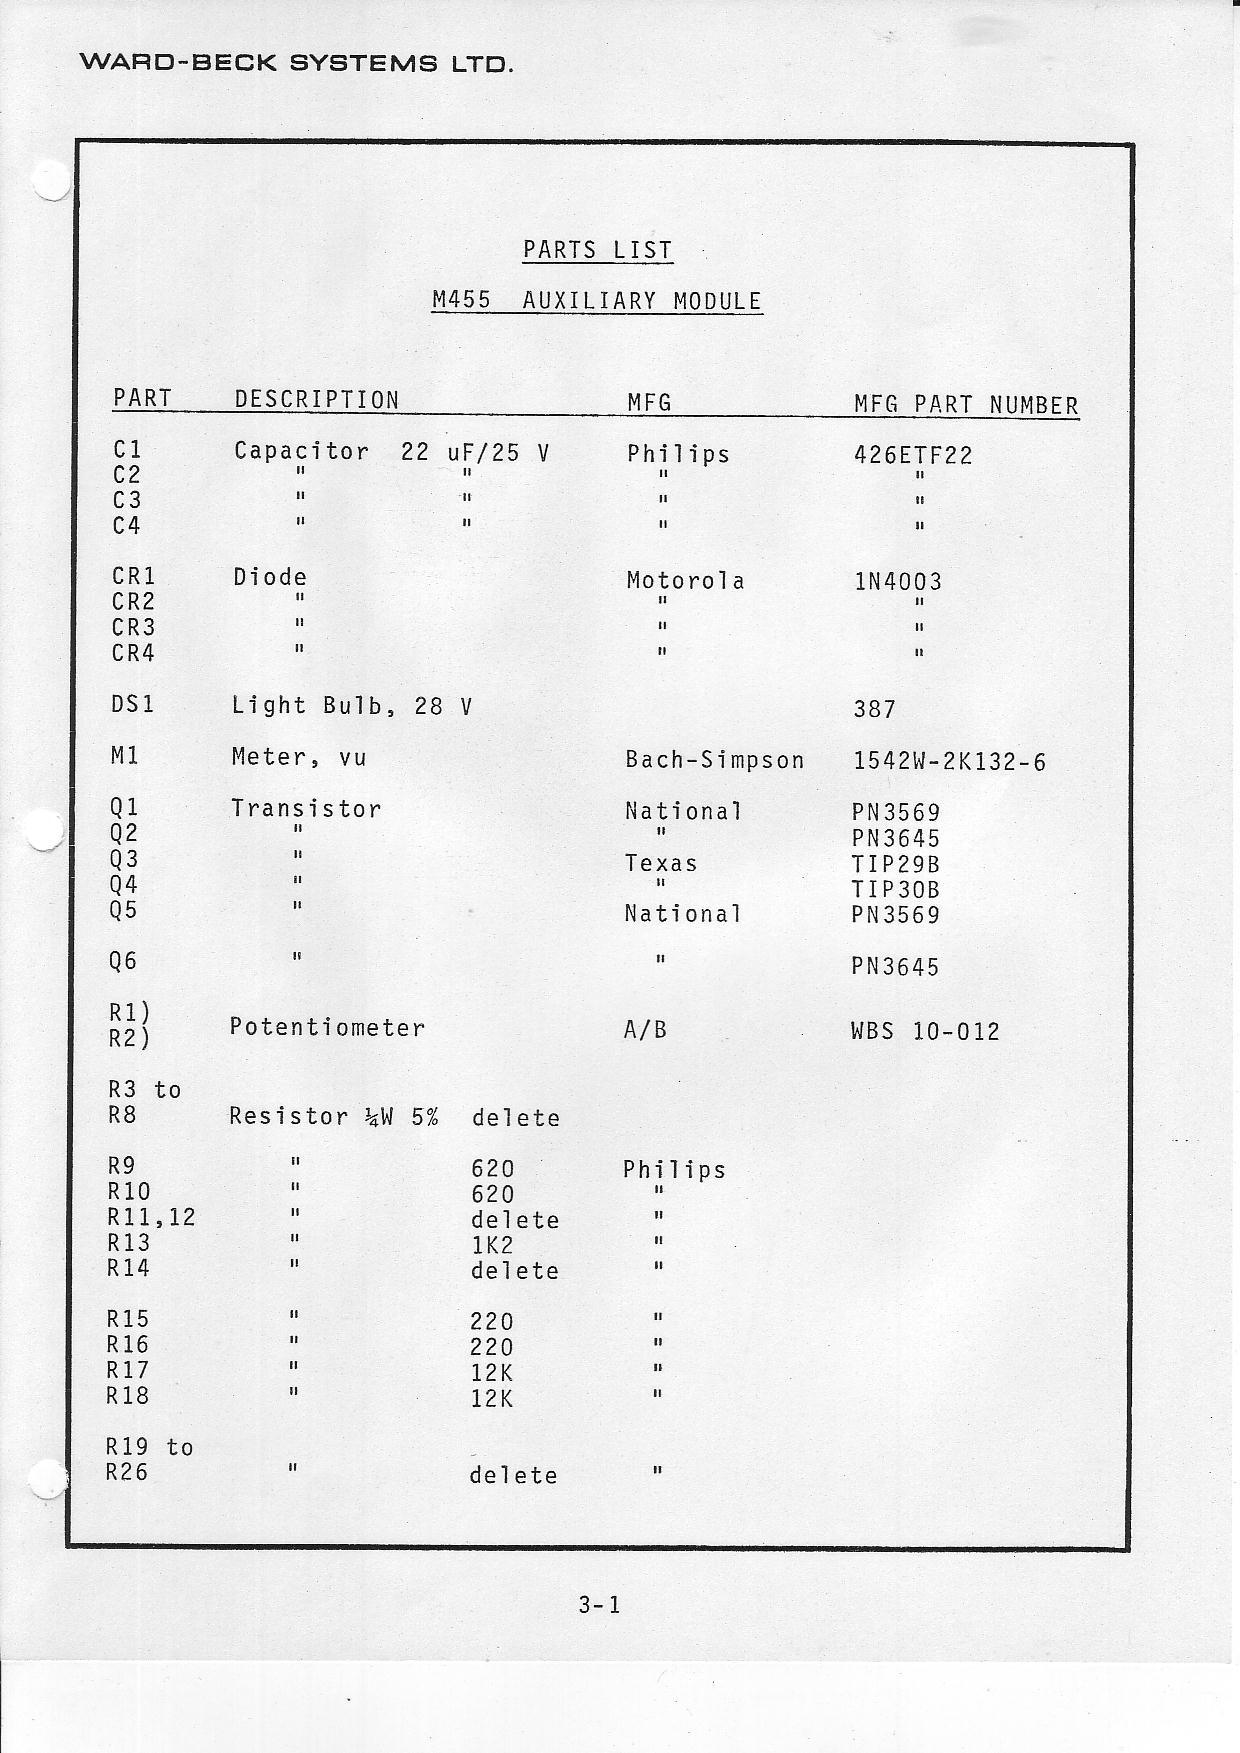 WARD-BECK SYSTEMS LTD.
PARTS LIST
M455 AUXILIARY MODULE
PART DESCRIPTION MFG MFG PART NUMBER
C1 Capacitor 22 uF/25 V Philips 426ETF22
C2 " " " "
C3 " " " "
C4 " " " "
CR1 Diode Motorola 1N4003
CR2 " " "
CR3 " " "
CR4 " " "
DS1 Light Bulb, 28 V 387
M1 Meter, vu Bach-Simpson 1542W-2K132-6
Q1 Transistor National PN3569
Q2 " " PN3645
Q3 " Texas TIP29B
Q4 " " TIP30B
Q5 " National PN3569
Q6 " " PN3645
R1)
R2) Potentiometer A/B WBS 10-012
R3 to
R8 Resistor ¼W 5% delete
R9 " 620 Philips
R10 " 620 "
R11,12 " delete "
R13 " 1K2 "
R14 " delete "
R15 " 220 "
R16 " 220 "
R17 " 12K "
R18 " 12K "
R19 to
R26 " delete "
3-1